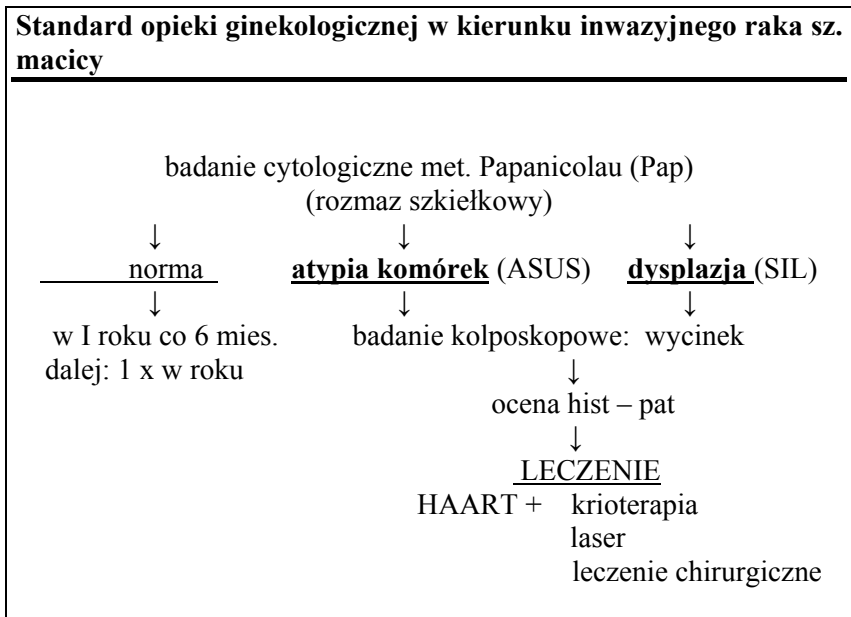 Standard opieki ginekologicznej w kierunku inwazyjnego raka sz.
macicy
badanie cytologiczne met. Papanicolau (Pap)
(rozmaz szkiełkowy)
↓ ↓ ↓
norma atypia komórek (ASUS) dysplazja (SIL)
↓ ↓ ↓
w I roku co 6 mies. badanie kolposkopowe: wycinek
dalej: 1 x w roku
↓
ocena hist – pat
↓
LECZENIE
HAART + krioterapia
laser
leczenie chirurgiczne